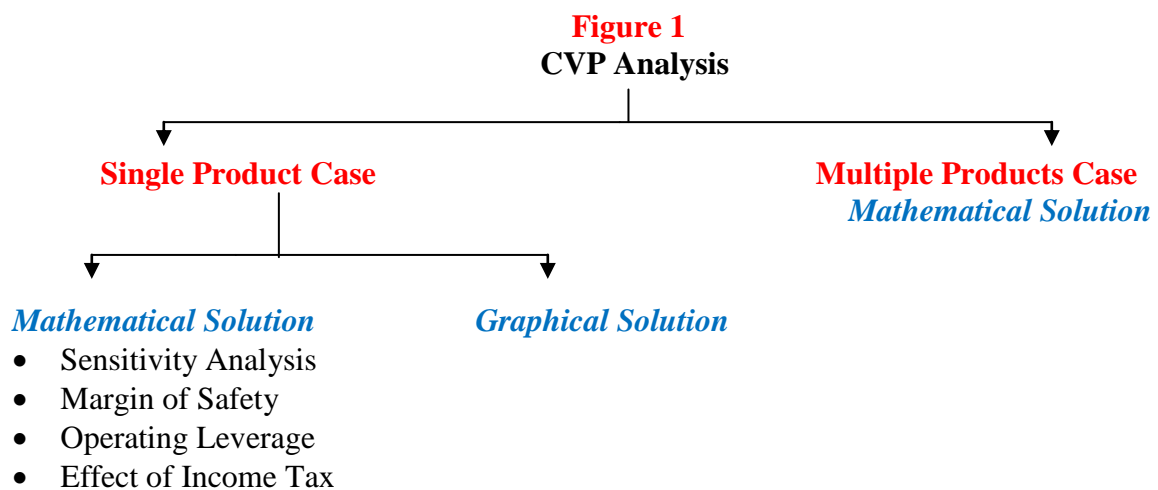 Figure 1
CVP Analysis
Single Product Case
Multiple Products Case
Mathematical Solution
Mathematical Solution
Graphical Solution
• Sensitivity Analysis
• Margin of Safety
• Operating Leverage
• Effect of Income Tax